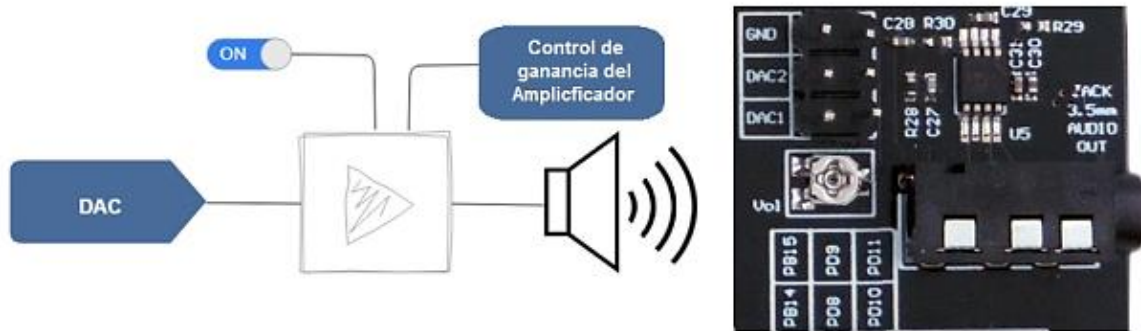 ON
Control de
ganancia del
Amplicficador
DAC
GND
DAC2
DAC1
C28
R30
C29
R29
C31
C30
R28
C27
U5
JACK
3.5mm
AUDIO
OUT
Vol
PB15
PD9
PD11
PB14
PD8
PD10